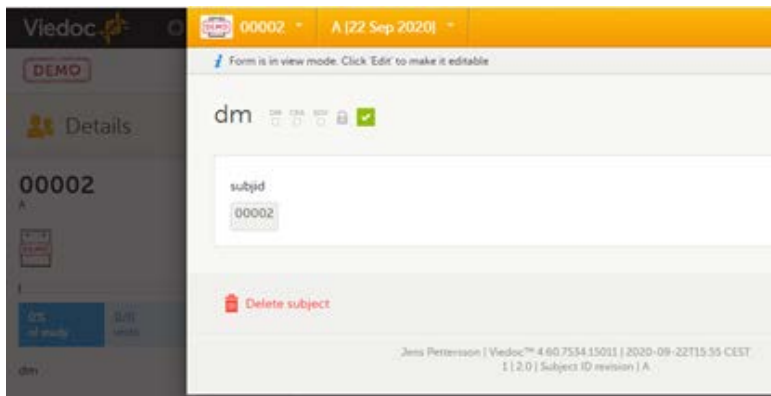 Viedoc
DEMO 00002 A [22 Sep 2020]
DEMO
Form is in view mode. Click 'Edit' to make it editable
Details
dm
00002
A
subjid
00002
0%
of study
Delete subject
Jens Pettersson | Viedoc™ 4.60.7534.15011 | 2020-09-22T15:55 CEST
1 | 2.0 | Subject ID revision | A
dm